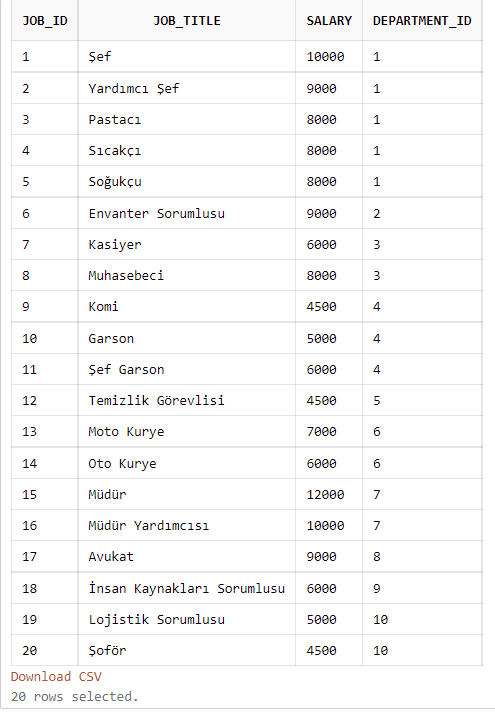 JOB_ID JOB_TITLE SALARY DEPARTMENT_ID
1 Şef 10000 1
2 Yardımcı Şef 9000 1
3 Pastacı 8000 1
4 Sıcakçı 8000 1
5 Soğukçu 8000 1
6 Envanter Sorumlusu 9000 2
7 Kasiyer 6000 3
8 Muhasebeci 8000 3
9 Komi 4500 4
10 Garson 5000 4
11 Şef Garson 6000 4
12 Temizlik Görevlisi 4500 5
13 Moto Kurye 7000 6
14 Oto Kurye 6000 6
15 Müdür 12000 7
16 Müdür Yardımcısı 10000 7
17 Avukat 9000 8
18 İnsan Kaynakları Sorumlusu 6000 9
19 Lojistik Sorumlusu 5000 10
20 Şoför 4500 10
Download CSV
20 rows selected.